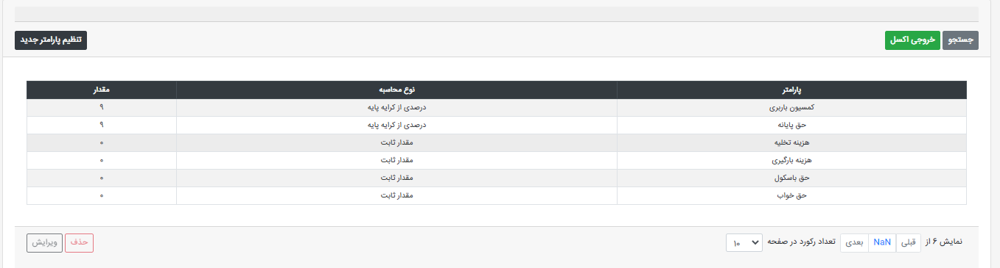 جستجو خروجی اکسل تنظیم پارامتر جدید
پارامتر نوع محاسبه مقدار
کمسیون باربری درصدی از کرایه پایه ۹
حق پایانه درصدی از کرایه پایه ۹
هزینه تخلیه مقدار ثابت ۰
هزینه بارگیری مقدار ثابت ۰
حق باسکول مقدار ثابت ۰
حق خواب مقدار ثابت ۰
نمایش ۶ از قبلی NaN بعدی تعداد رکورد در صفحه ۱۰ حذف ویرایش